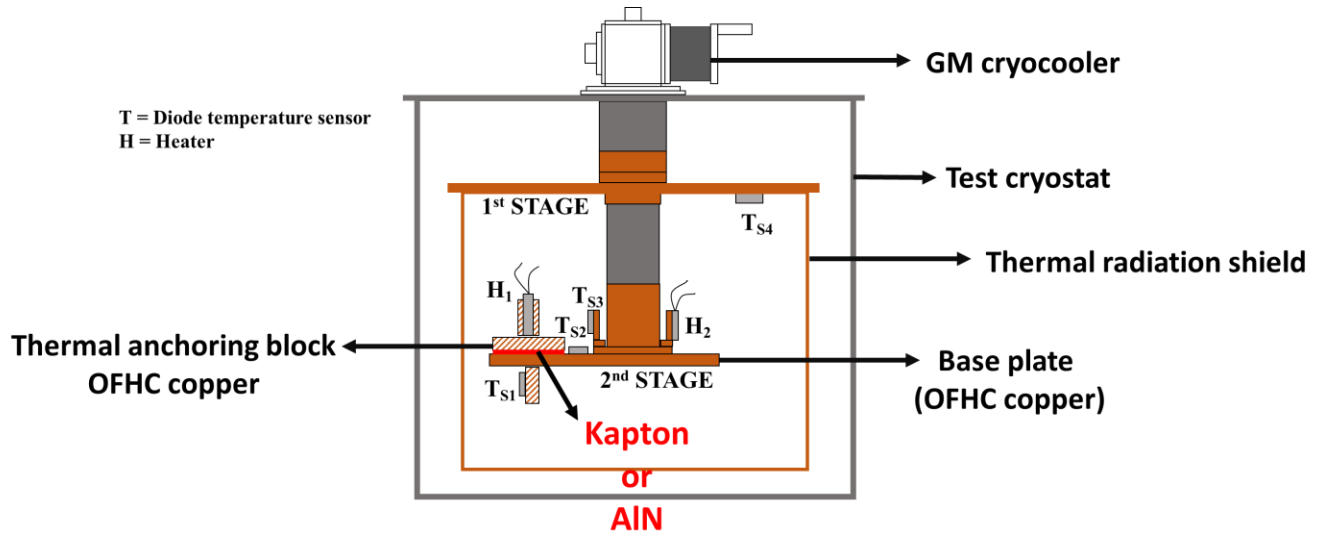 GM cryocooler
T = Diode temperature sensor
H = Heater
Test cryostat
1st STAGE
TS4
Thermal radiation shield
H1
TS3
TS2
H2
Thermal anchoring block
OFHC copper
Base plate
(OFHC copper)
2nd STAGE
TS1
Kapton
or
AlN